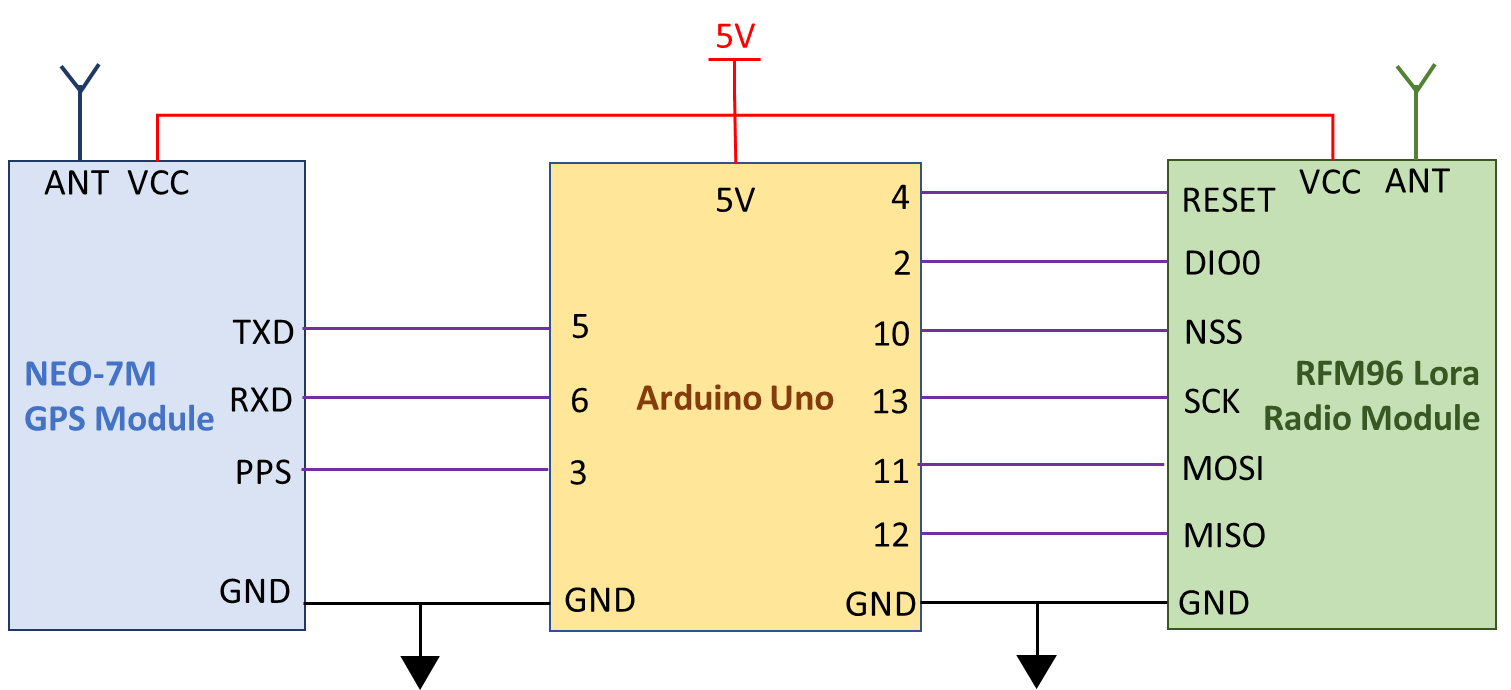 5V
ANT VCC
TXD
NEO-7M
GPS Module
RXD
PPS
GND
5V
4
2
5
10
6
Arduino Uno
13
3
11
12
GND
GND
VCC ANT
RESET
DIO0
NSS
SCK
RFM96 Lora
Radio Module
MOSI
MISO
GND